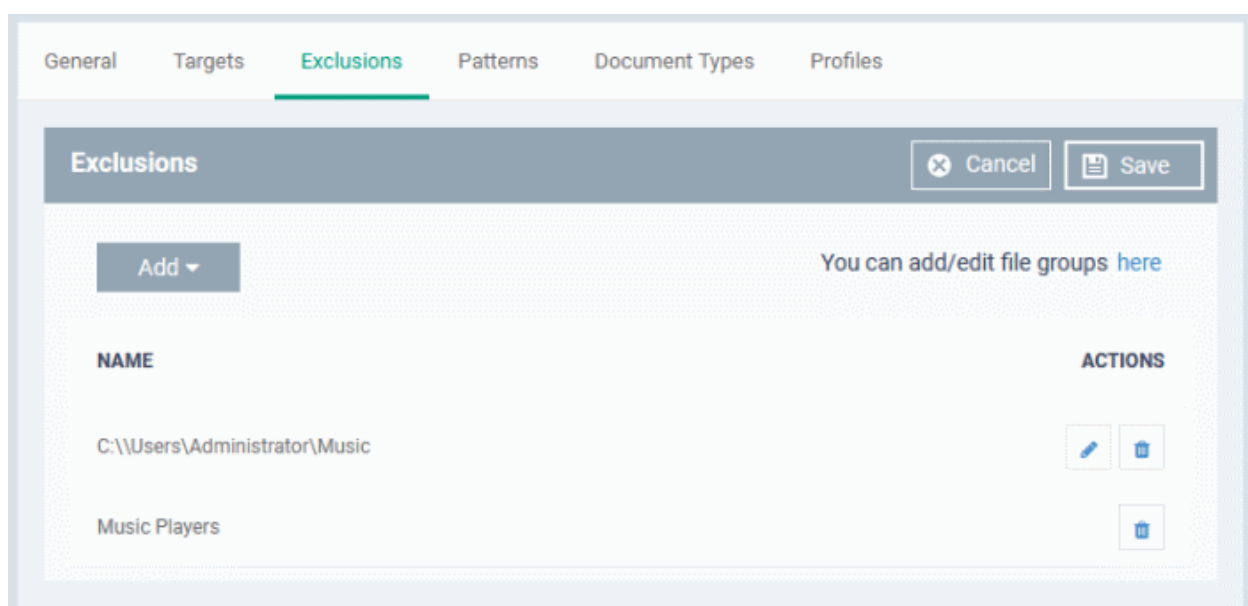 General Targets Exclusions Patterns Document Types Profiles
Exclusions Cancel Save
Add You can add/edit file groups here
NAME ACTIONS
C:\\Users\Administrator\Music
Music Players